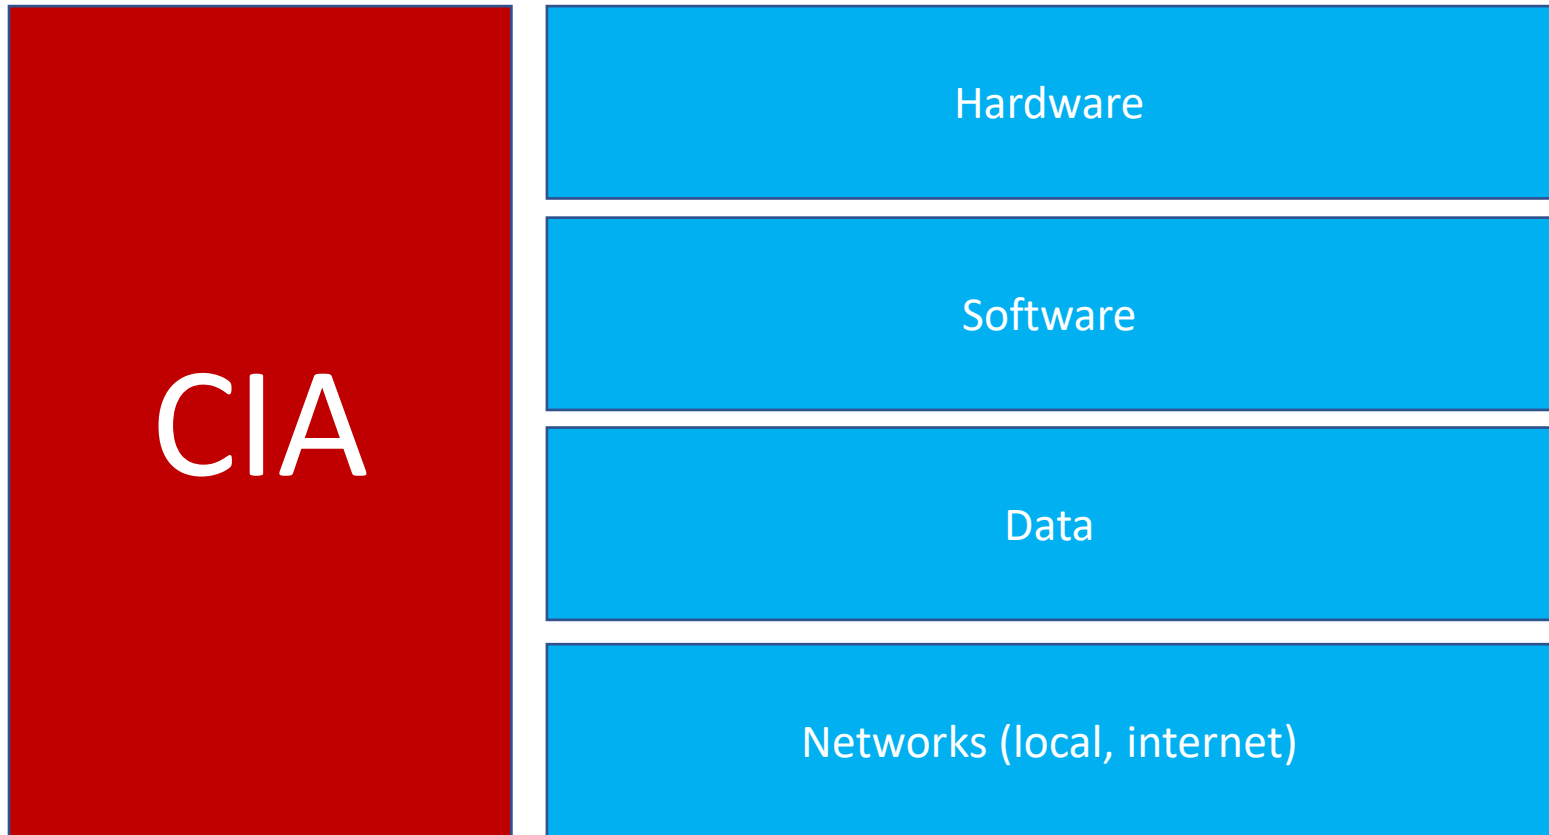 CIA
Hardware
Software
Data
Networks (local, internet)